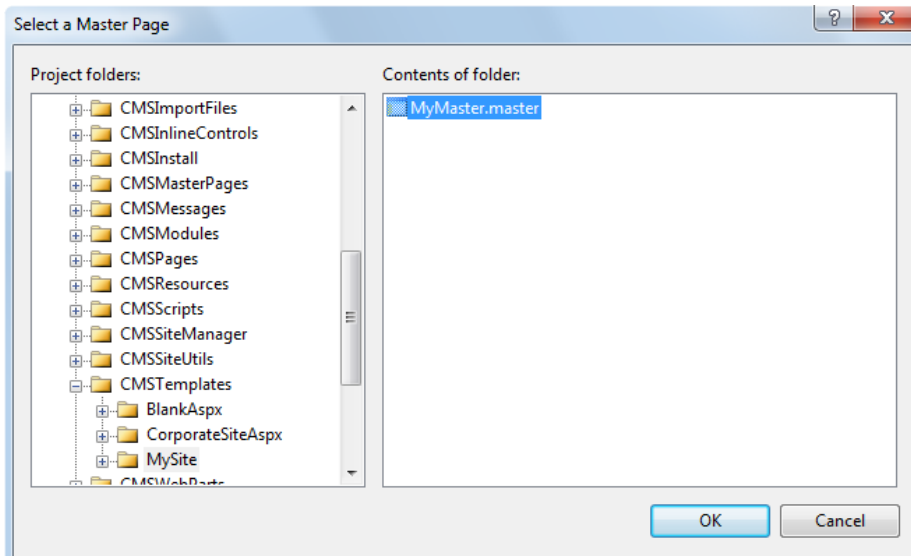 Select a Master Page
Project folders:
CMSImportFiles
CMSInlineControls
CMSInstall
CMSMasterPages
CMSMessages
CMSModules
CMSPages
CMSResources
CMSScripts
CMSSiteManager
CMSSiteUtils
CMSTemplates
BlankAspx
CorporateSiteAspx
MySite
CMSWebParts
Contents of folder:
MyMaster.master
OK
Cancel